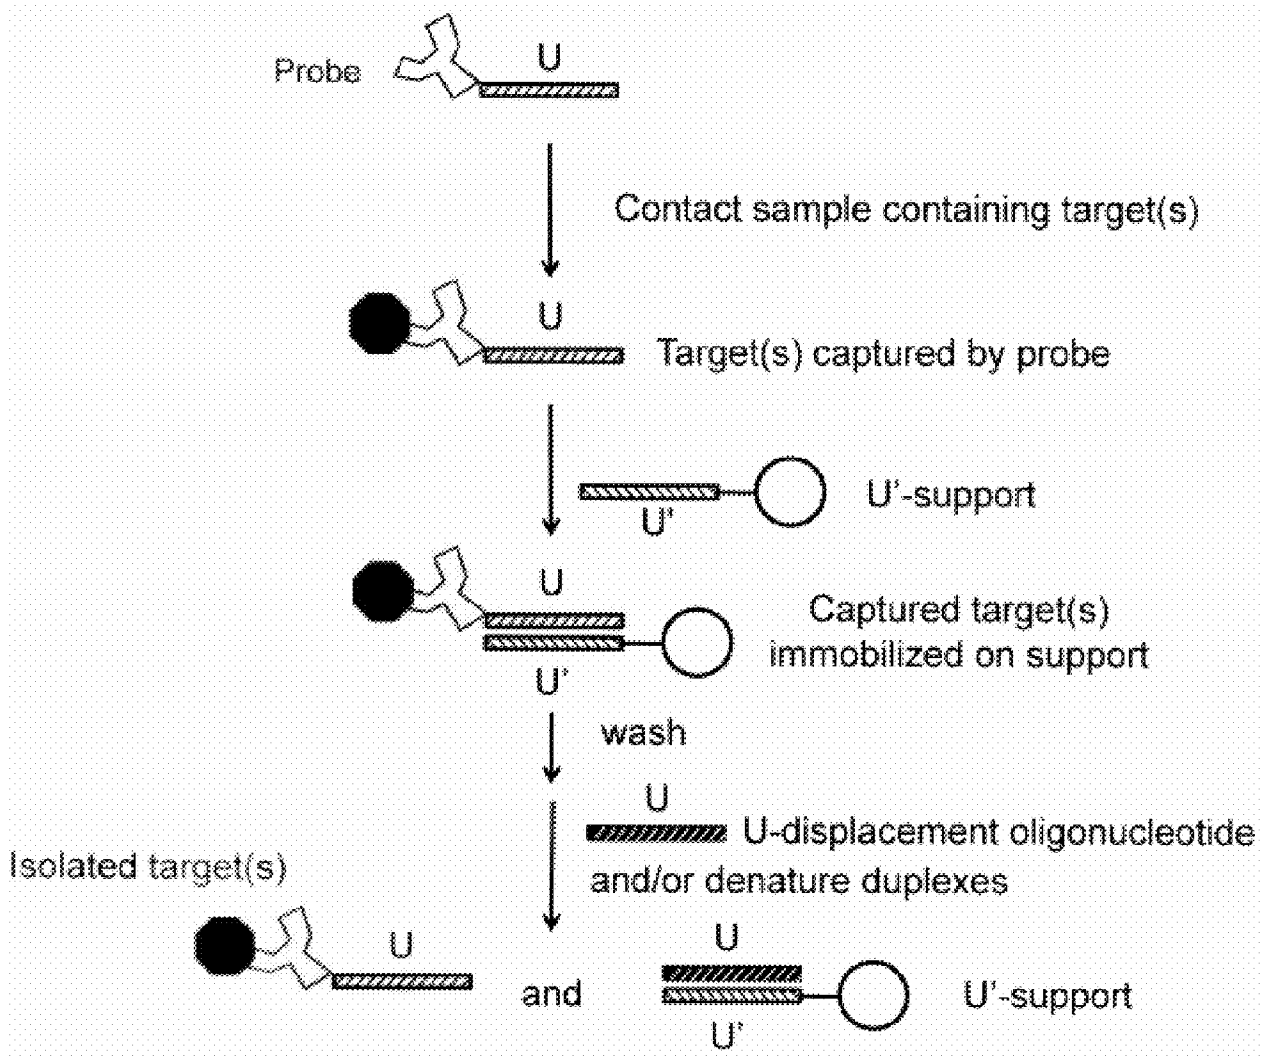 U
Probe
Contact sample containing target(s)
U
Target(s) captured by probe
U'-support
U'
U
Captured target(s)
immobilized on support
U'
wash
U
U-displacement oligonucleotide
Isolated target(s)
and/or denature duplexes
U
U
and
U'-support
U'